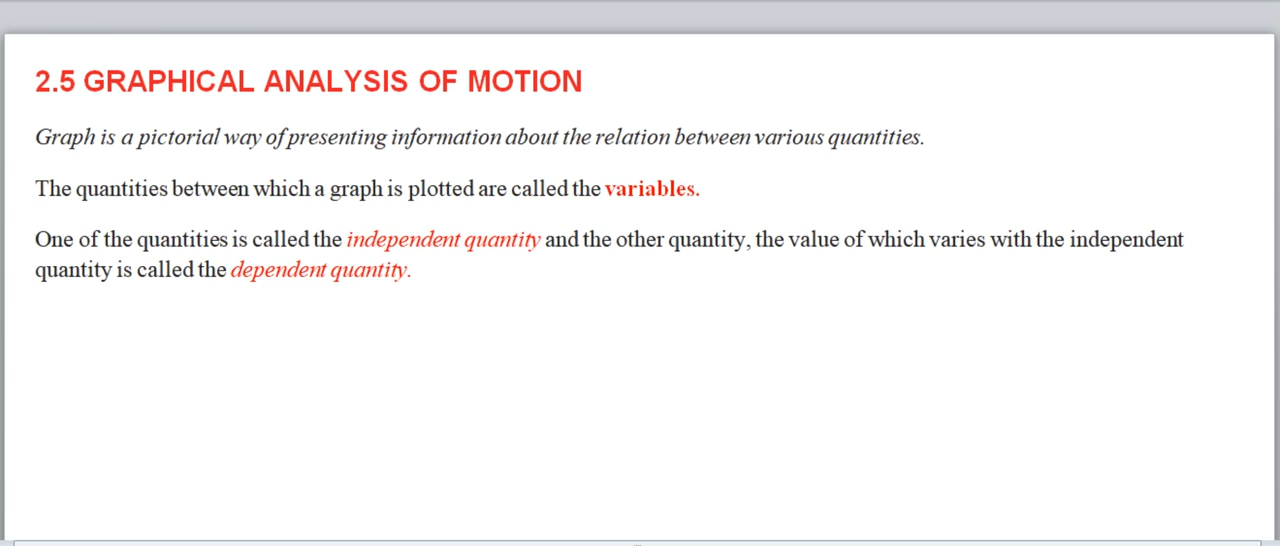 2.5 GRAPHICAL ANALYSIS OF MOTION
Graph is a pictorial way of presenting information about the relation between various quantities.
The quantities between which a graph is plotted are called the variables.
One of the quantities is called the independent quantity and the other quantity, the value of which varies with the independent
quantity is called the dependent quantity.